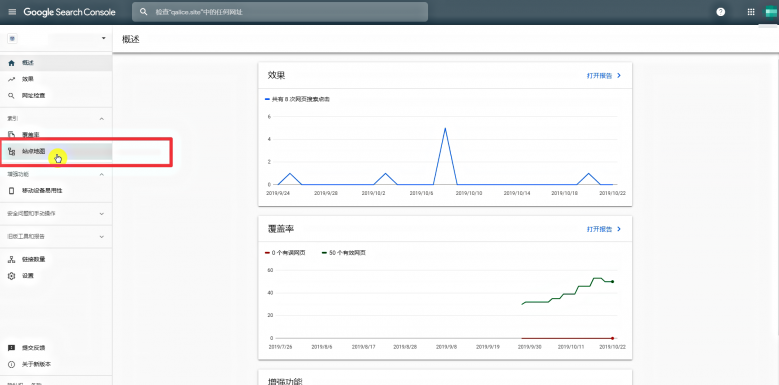 Google Search Console
检查"qalice.site"中的任何网址
概述
概述
效果
网址检查
索引
覆盖率
站点地图
增强功能
移动设备易用性
安全问题和手动操作
旧版工具和报告
链接数量
设置
提交反馈
关于新版本
效果
打开报告
共有 8 次网页搜索点击
6
4
2
0
2019/9/24 2019/9/28 2019/10/2 2019/10/6 2019/10/10 2019/10/14 2019/10/18 2019/10/22
覆盖率
打开报告
0 个有误网页 50 个有效网页
60
40
20
0
2019/7/26 2019/8/6 2019/8/17 2019/8/28 2019/9/8 2019/9/19 2019/9/30 2019/10/11 2019/10/22
增强功能